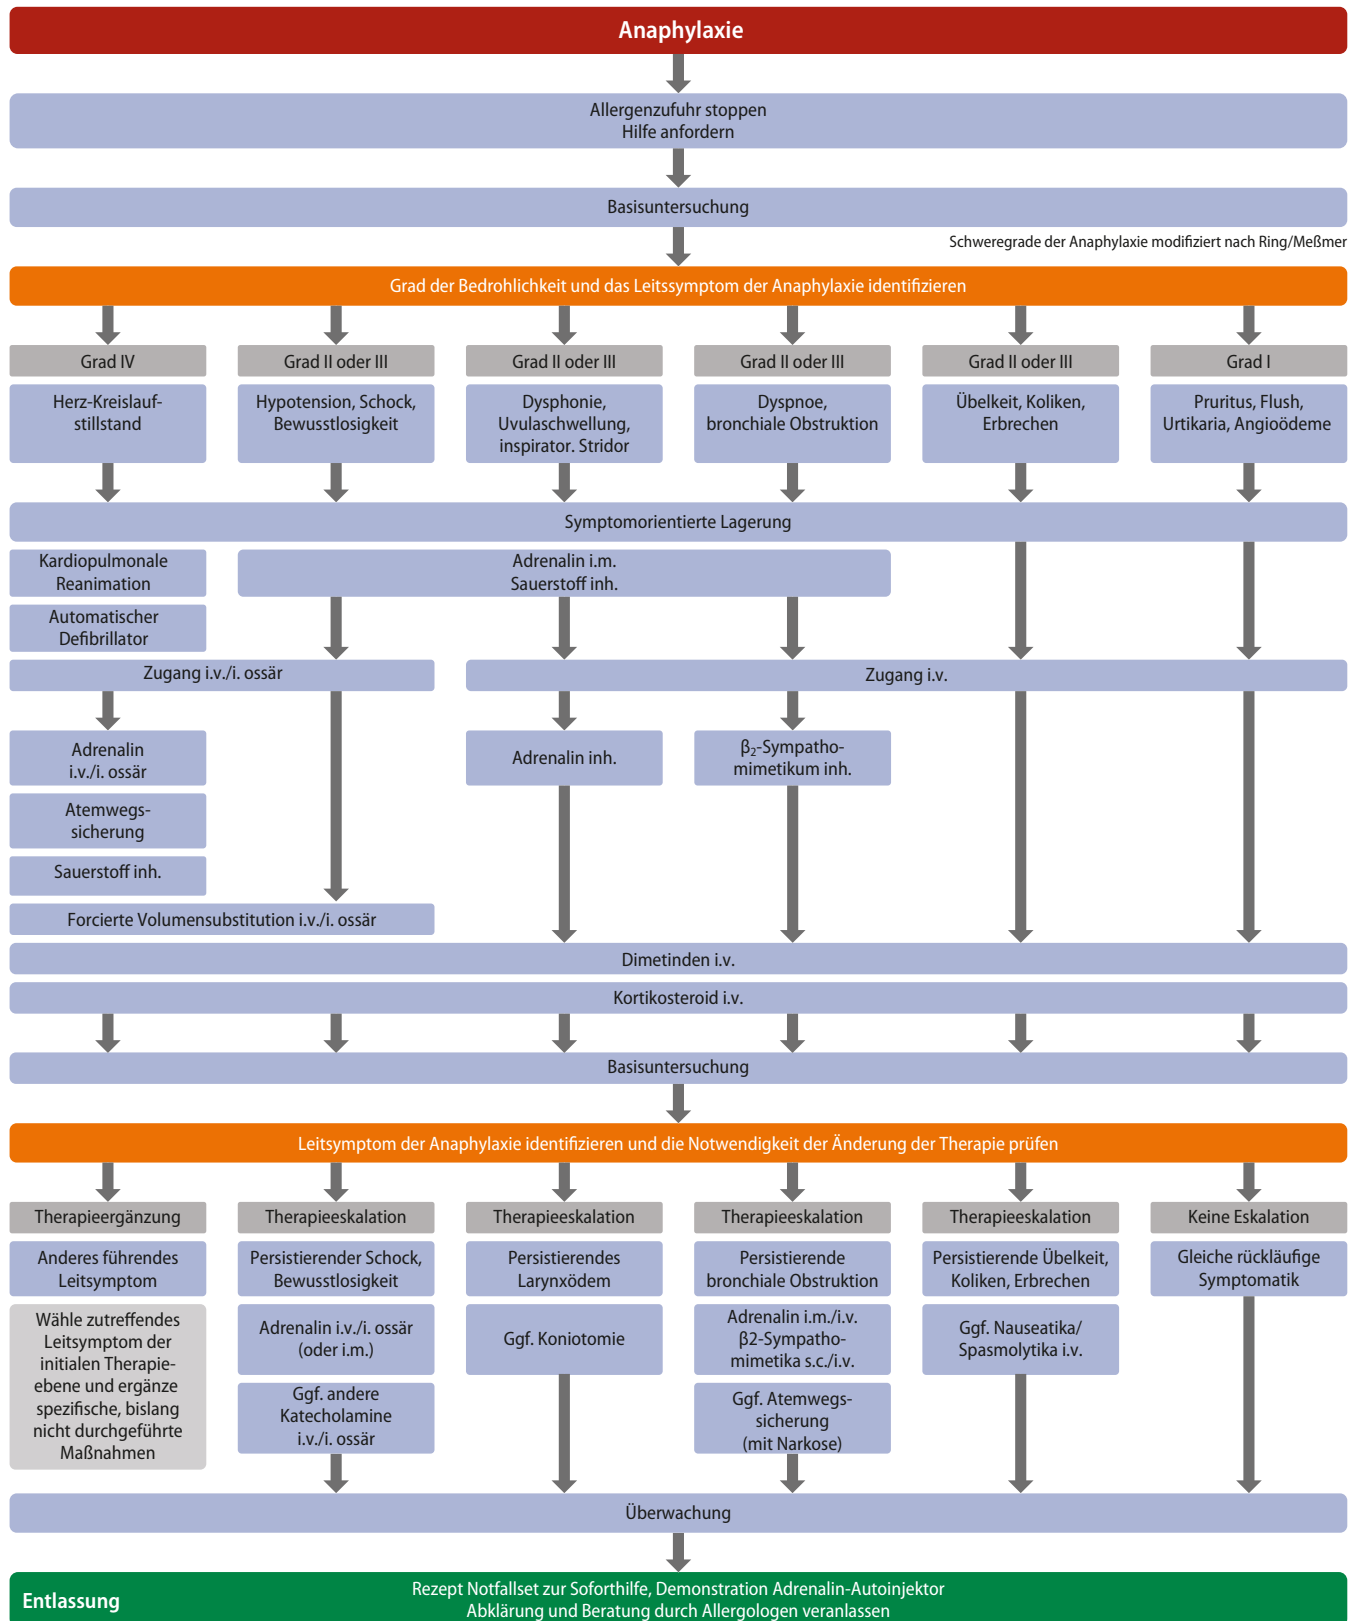 Anaphylaxie
Allergenzufuhr stoppen
Hilfe anfordern
Basisuntersuchung
Schweregrade der Anaphylaxie modifiziert nach Ring/Meßmer
Grad der Bedrohlichkeit und das Leitssymptom der Anaphylaxie identifizieren
Grad IV
Herz-Kreislauf-
stillstand
Grad II oder III
Hypotension, Schock,
Bewusstlosigkeit
Grad II oder III
Dysphonie,
Uvulaschwellung,
inspirator. Stridor
Grad II oder III
Dyspnoe,
bronchiale Obstruktion
Grad II oder III
Übelkeit, Koliken,
Erbrechen
Grad I
Pruritus, Flush,
Urtikaria, Angioödeme
Symptomorientierte Lagerung
Kardiopulmonale
Reanimation
Automatischer
Defibrillator
Adrenalin i.m.
Sauerstoff inh.
Zugang i.v./i. ossär
Zugang i.v.
Adrenalin
i.v./i. ossär
Atemwegs-
sicherung
Sauerstoff inh.
Adrenalin inh.
β₂-Sympatho-
mimetikum inh.
Forcierte Volumensubstitution i.v./i. ossär
Dimetinden i.v.
Kortikosteroid i.v.
Basisuntersuchung
Leitsymptom der Anaphylaxie identifizieren und die Notwendigkeit der Änderung der Therapie prüfen
Therapieergänzung
Anderes führendes
Leitsymptom
Wähle zutreffendes
Leitsymptom der
initialen Therapie-
ebene und ergänze
spezifische, bislang
nicht durchgeführte
Maßnahmen
Therapieeskalation
Persistierender Schock,
Bewusstlosigkeit
Adrenalin i.v./i. ossär
(oder i.m.)
Ggf. andere
Katecholamine
i.v./i. ossär
Therapieeskalation
Persistierendes
Larynxödem
Ggf. Koniotomie
Therapieeskalation
Persistierende
bronchiale Obstruktion
Adrenalin i.m./i.v.
β2-Sympatho-
mimetika s.c./i.v.
Ggf. Atemwegs-
sicherung
(mit Narkose)
Therapieeskalation
Persistierende Übelkeit,
Koliken, Erbrechen
Ggf. Nauseatika/
Spasmolytika i.v.
Keine Eskalation
Gleiche rückläufige
Symptomatik
Überwachung
Entlassung
Rezept Notfallset zur Soforthilfe, Demonstration Adrenalin-Autoinjektor
Abklärung und Beratung durch Allergologen veranlassen